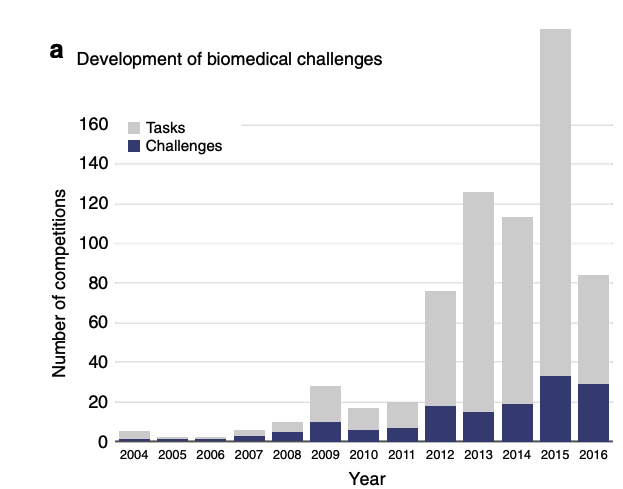 a Development of biomedical challenges
Tasks
Challenges
160
140
120
100
80
60
40
20
0
Number of competitions
2004 2005 2006 2007 2008 2009 2010 2011 2012 2013 2014 2015 2016
Year